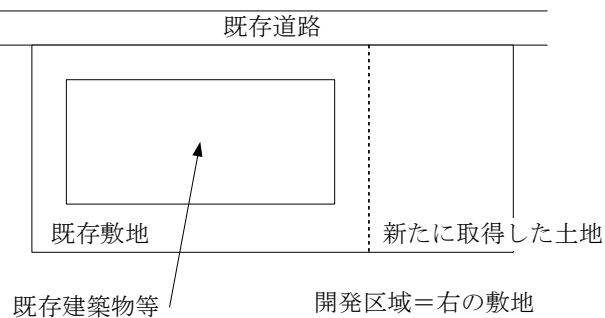 既存道路
既存敷地
新たに取得した土地
既存建築物等
開発区域＝右の敷地